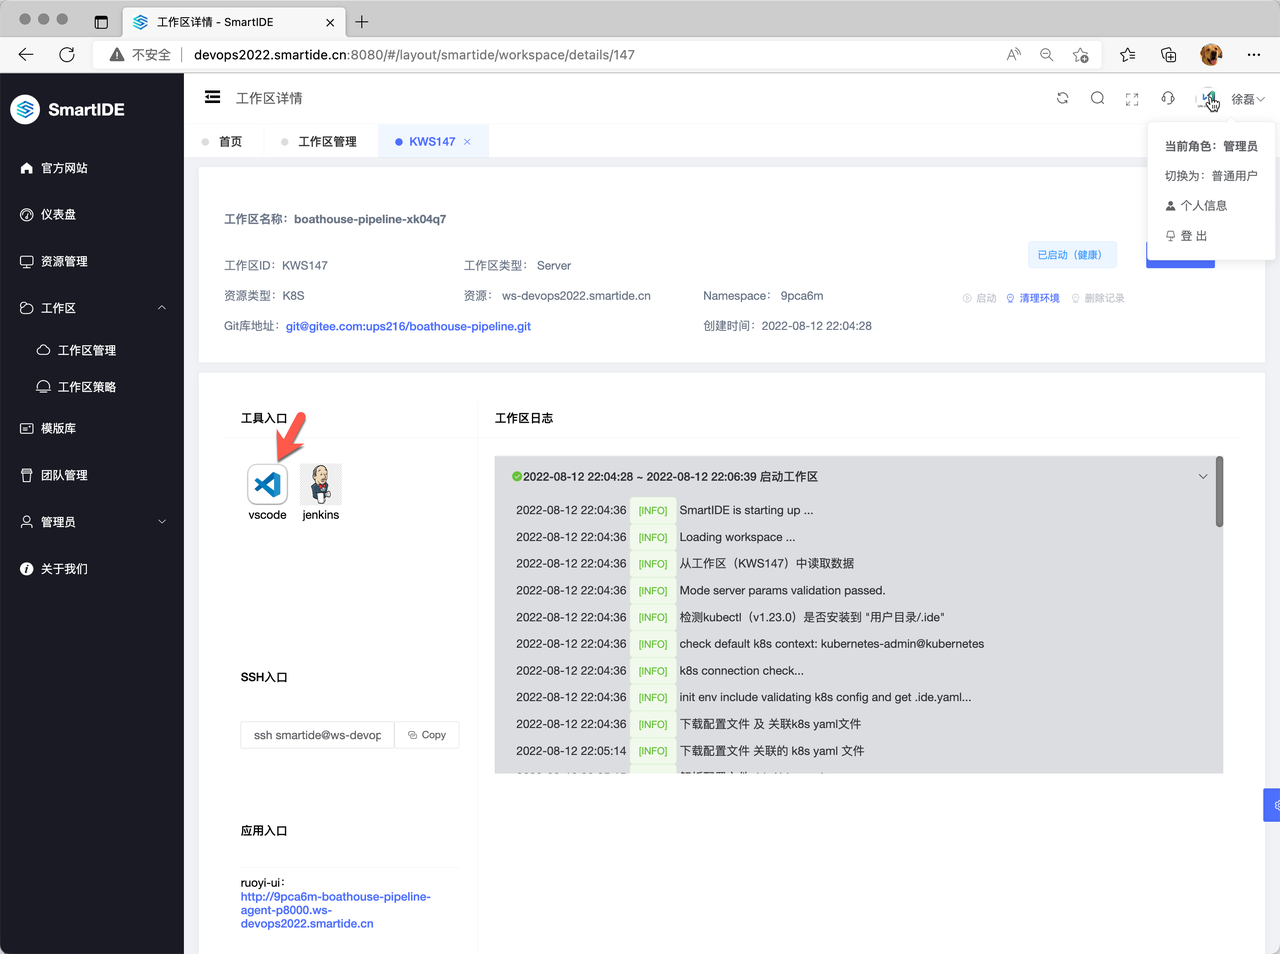 工作区详情 - SmartIDE
不安全
devops2022.smartide.cn:8080/#/layout/smartide/workspace/details/147
SmartIDE
工作区详情
徐磊
官方网站
仪表盘
资源管理
工作区
工作区管理
工作区策略
模版库
团队管理
管理员
关于我们
首页
工作区管理
KWS147
当前角色：管理员
切换为：普通用户
个人信息
登 出
工作区名称：boathouse-pipeline-xk04q7
已启动（健康）
工作区ID：KWS147
工作区类型：Server
资源类型：K8S
资源：ws-devops2022.smartide.cn
Namespace：9pca6m
启动
清理环境
删除记录
Git库地址：git@gitee.com:ups216/boathouse-pipeline.git
创建时间：2022-08-12 22:04:28
工具入口
vscode
jenkins
SSH入口
ssh smartide@ws-devop
Copy
应用入口
ruoyi-ui：
http://9pca6m-boathouse-pipeline-
agent-p8000.ws-
devops2022.smartide.cn
工作区日志
2022-08-12 22:04:28 ~ 2022-08-12 22:06:39 启动工作区
2022-08-12 22:04:36 [INFO] SmartIDE is starting up ...
2022-08-12 22:04:36 [INFO] Loading workspace ...
2022-08-12 22:04:36 [INFO] 从工作区（KWS147）中读取数据
2022-08-12 22:04:36 [INFO] Mode server params validation passed.
2022-08-12 22:04:36 [INFO] 检测kubectl（v1.23.0）是否安装到 "用户目录/.ide"
2022-08-12 22:04:36 [INFO] check default k8s context: kubernetes-admin@kubernetes
2022-08-12 22:04:36 [INFO] k8s connection check...
2022-08-12 22:04:36 [INFO] init env include validating k8s config and get .ide.yaml...
2022-08-12 22:04:36 [INFO] 下载配置文件 及 关联k8s yaml文件
2022-08-12 22:05:14 [INFO] 下载配置文件 关联的 k8s yaml 文件